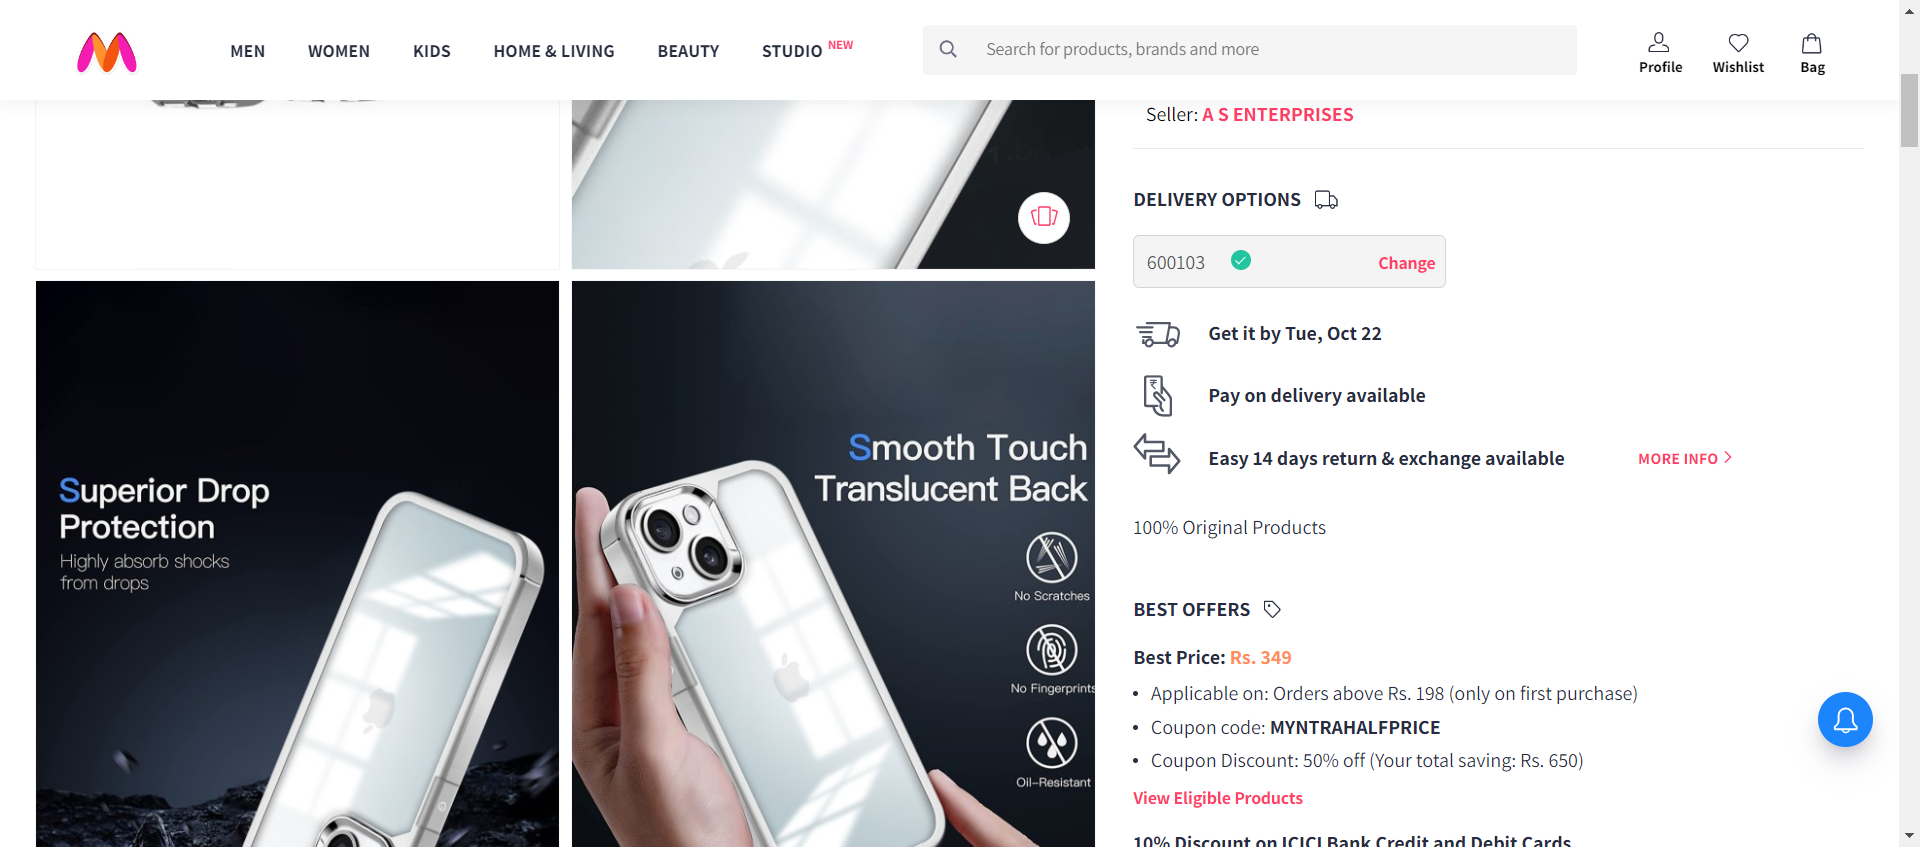 MEN
WOMEN
KIDS
HOME & LIVING
BEAUTY
STUDIO NEW
Search for products, brands and more
Profile
Wishlist
Bag
Seller: A S ENTERPRISES
DELIVERY OPTIONS
600103
Change
Get it by Tue, Oct 22
Pay on delivery available
Easy 14 days return & exchange available
MORE INFO
100% Original Products
BEST OFFERS
Best Price: Rs. 349
• Applicable on: Orders above Rs. 198 (only on first purchase)
• Coupon code: MYNTRAHALFPRICE
• Coupon Discount: 50% off (Your total saving: Rs. 650)
View Eligible Products
10% Discount on ICICI Bank Credit and Debit Cards
Superior Drop
Protection
Highly absorb shocks
from drops
Smooth Touch
Translucent Back
No Scratches
No Fingerprints
Oil-Resistant